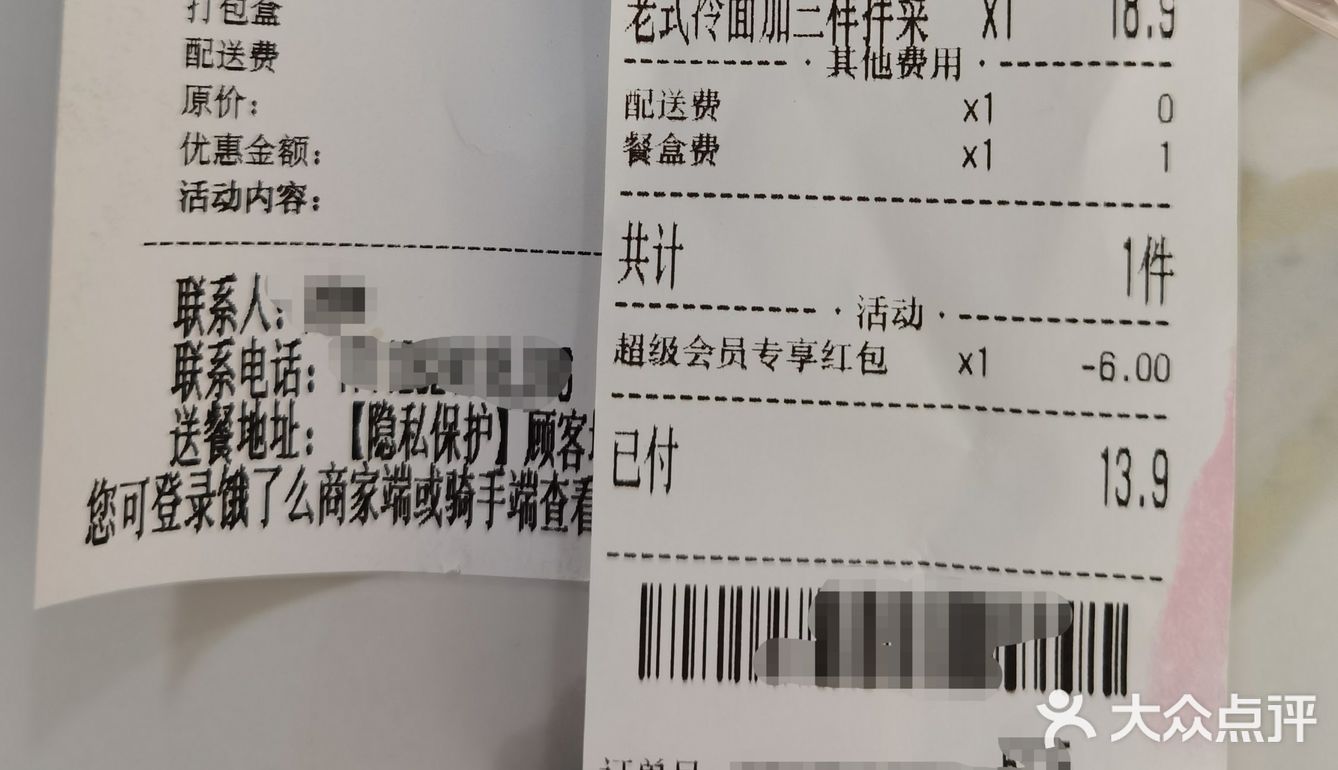 打包盒
配送费
原价:
优惠金额:
活动内容:
联系人:
联系电话:
送餐地址:【隐私保护】顾客
您可登录饿了么商家端或骑手端查看
老式冷面加三样拌菜 x1 18.9
其他费用
配送费 x1 0
餐盒费 x1 1
共计 1件
活动
超级会员专享红包 x1 -6.00
已付 13.9
订单号
大众点评